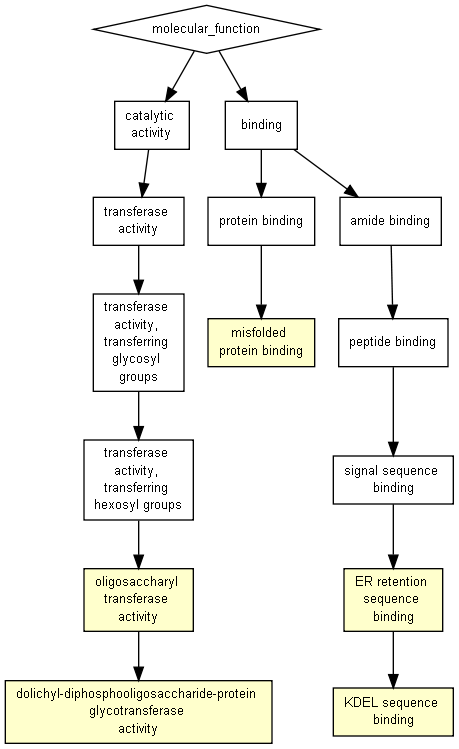 molecular_function
catalytic
activity
binding
transferase
activity
protein binding
amide binding
transferase
activity,
transferring
glycosyl
groups
misfolded
protein binding
peptide binding
transferase
activity,
transferring
hexosyl groups
signal sequence
binding
oligosaccharyl
transferase
activity
ER retention
sequence
binding
dolichyl-diphosphooligosaccharide-protein
glycotransferase
activity
KDEL sequence
binding